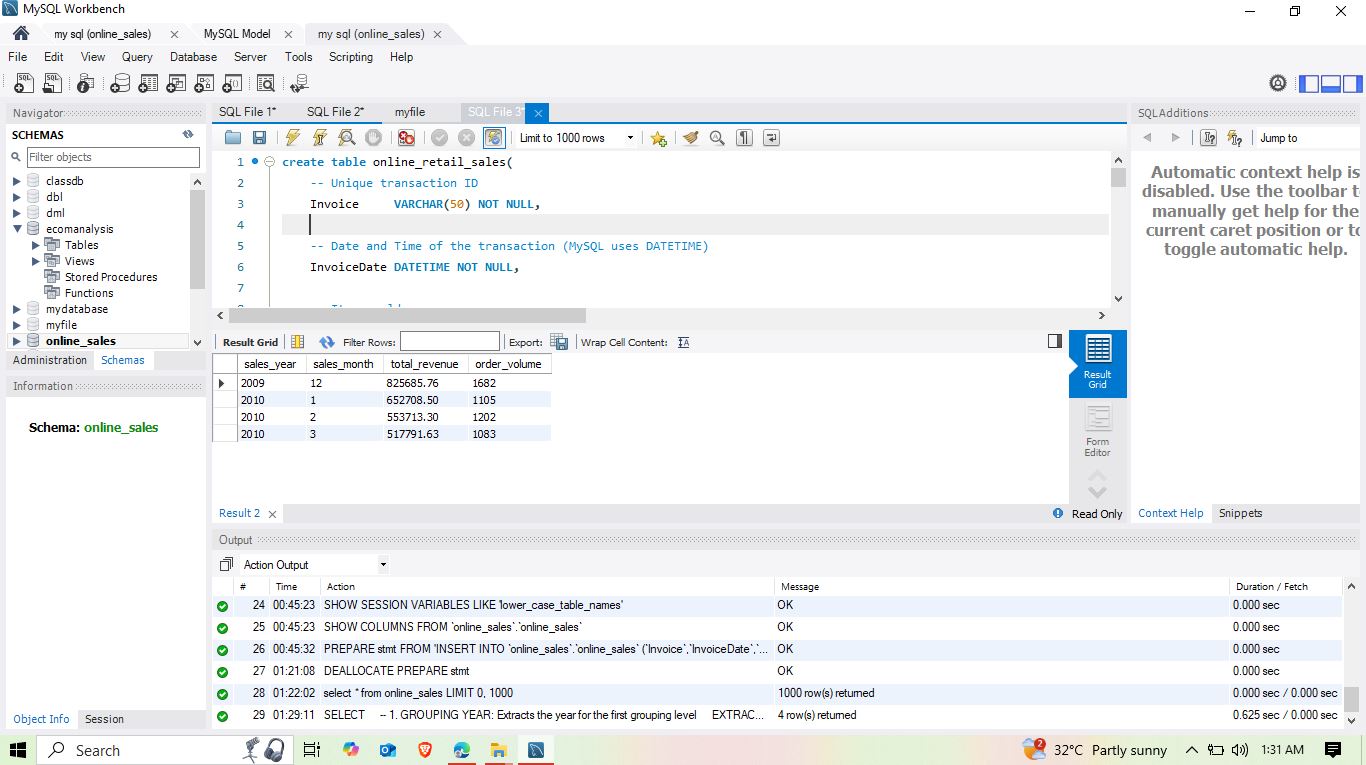 MySQL Workbench
my sql (online_sales)
MySQL Model
my sql (online_sales)
File Edit View Query Database Server Tools Scripting Help
Navigator
SCHEMAS
Filter objects
classdb
dbl
dml
ecomanalysis
Tables
Views
Stored Procedures
Functions
mydatabase
myfile
online_sales
Administration Schemas
Information
Schema: online_sales
Object Info Session
SQL File 1* SQL File 2* myfile SQL File 3*
Limit to 1000 rows
1 create table online_retail_sales(
2 -- Unique transaction ID
3 Invoice VARCHAR(50) NOT NULL,
4
5 -- Date and Time of the transaction (MySQL uses DATETIME)
6 InvoiceDate DATETIME NOT NULL,
7
Result Grid Filter Rows: Export: Wrap Cell Content:
sales_year sales_month total_revenue order_volume
2009 12 825685.76 1682
2010 1 652708.50 1105
2010 2 553713.30 1202
2010 3 517791.63 1083
Result Grid
Form Editor
Result 2
Read Only
SQLAdditions
Jump to
Automatic context help is
disabled. Use the toolbar t
manually get help for the
current caret position or to
toggle automatic help.
Context Help Snippets
Output
Action Output
# Time Action Message Duration / Fetch
24 00:45:23 SHOW SESSION VARIABLES LIKE 'lower_case_table_names' OK 0.000 sec
25 00:45:23 SHOW COLUMNS FROM `online_sales`.`online_sales` OK 0.000 sec
26 00:45:32 PREPARE stmt FROM 'INSERT INTO `online_sales`.`online_sales` (`Invoice`,`InvoiceDate`,`... OK 0.000 sec
27 01:21:08 DEALLOCATE PREPARE stmt OK 0.000 sec
28 01:22:02 select * from online_sales LIMIT 0, 1000 1000 row(s) returned 0.000 sec / 0.000 sec
29 01:29:11 SELECT -- 1. GROUPING YEAR: Extracts the year for the first grouping level EXTRAC... 4 row(s) returned 0.625 sec / 0.000 sec
Search
2
32°C Partly sunny
1:31 AM